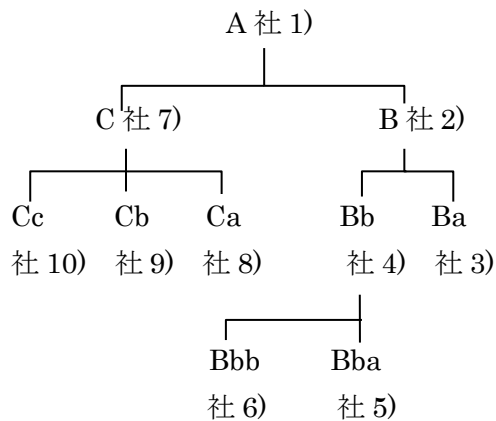 A 社 1)
C 社 7) B 社 2)
Cc Cb Ca Bb Ba
社 10) 社 9) 社 8) 社 4) 社 3)
Bbb Bba
社 6) 社 5)